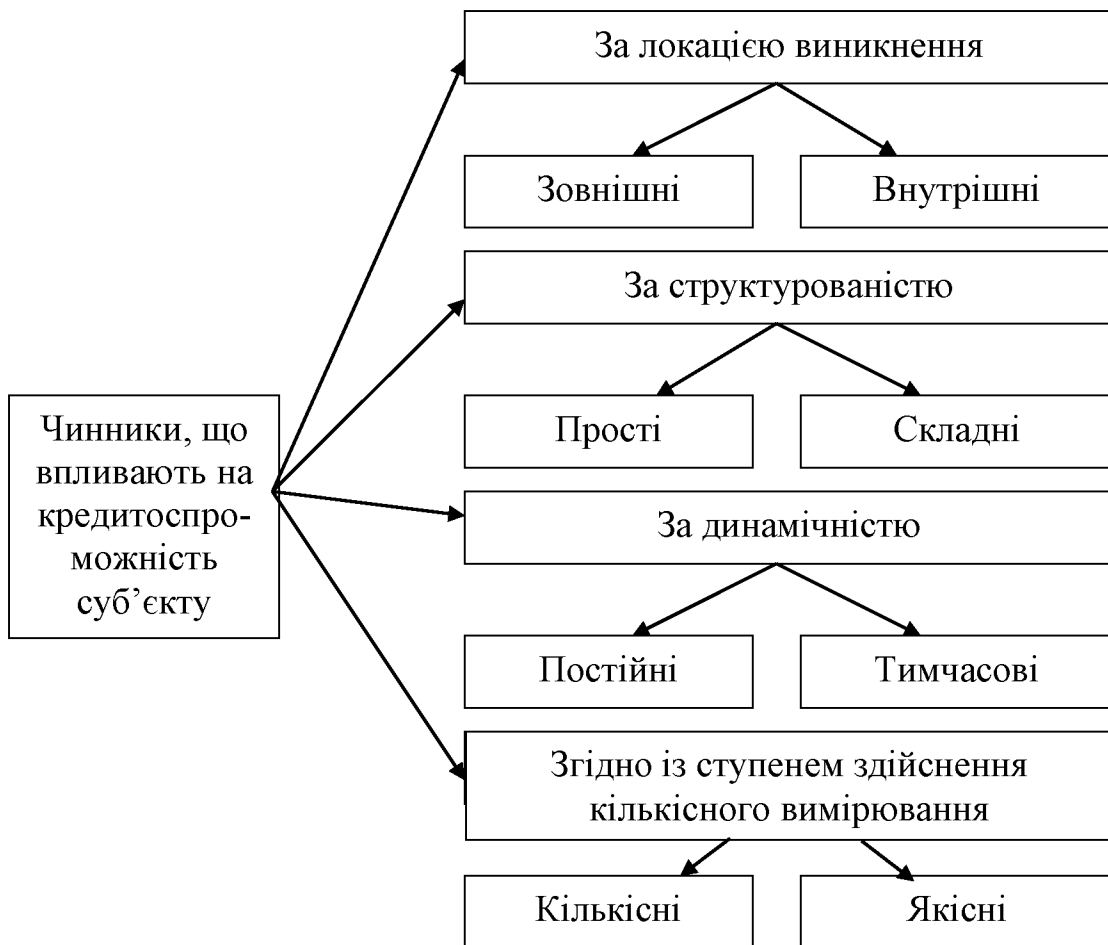 За локацією виникнення
Зовнішні
Внутрішні
За структурованістю
Прості
Складні
Чинники, що
впливають на
кредитоспро-
можність
суб’єкту
За динамічністю
Постійні
Тимчасові
Згідно із ступенем здійснення
кількісного вимірювання
Кількісні
Якісні